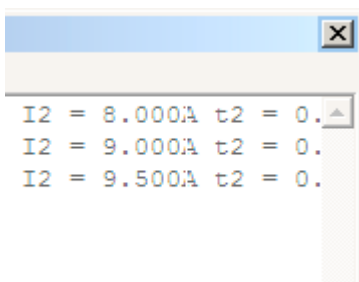 I2 = 8.000A t2 = 0.
I2 = 9.000A t2 = 0.
I2 = 9.500A t2 = 0.